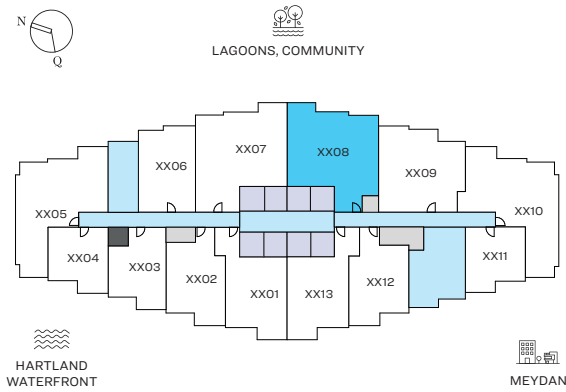 N
Q
LAGOONS, COMMUNITY
XX07
XX08
XX06
XX09
XX05
XX10
XX04
XX03
XX02
XX01
XX13
XX12
XX11
HARTLAND
WATERFRONT
MEYDAN